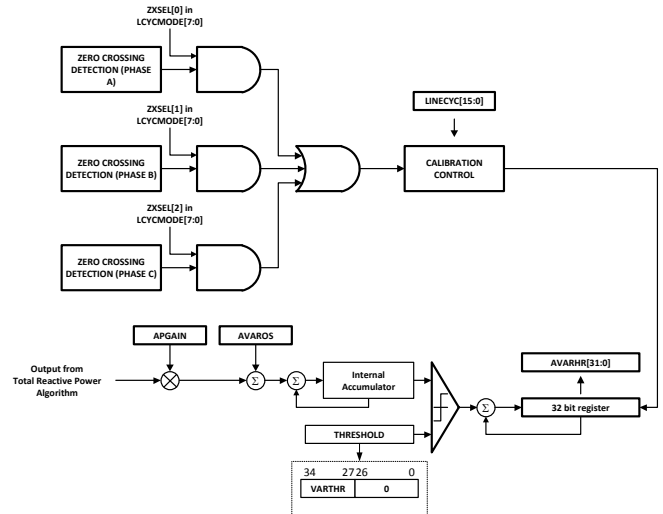 ZXSEL[0] in
LCYCMODE[7:0]
ZERO CROSSING
DETECTION (PHASE
A)
ZXSEL[1] in
LCYCMODE[7:0]
ZERO CROSSING
DETECTION (PHASE B)
ZXSEL[2] in
LCYCMODE[7:0]
ZERO CROSSING
DETECTION (PHASE C)
LINECYC[15:0]
CALIBRATION
CONTROL
APGAIN
AVAROS
Output from
Total Reactive Power
Algorithm
Σ
Σ
Internal
Accumulator
THRESHOLD
34 27 26 0
VARTHR 0
Σ
AVARHR[31:0]
32 bit register